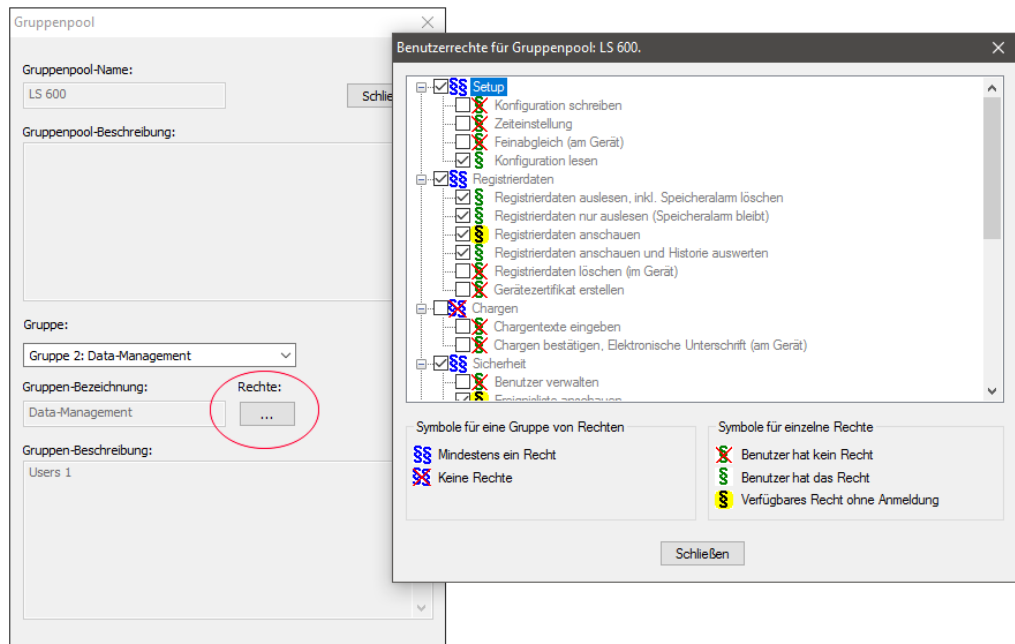 Gruppenpool
Gruppenpool-Name:
LS 600
Schlie
Gruppenpool-Beschreibung:
Gruppe:
Gruppe 2: Data-Management
Gruppen-Bezeichnung:
Rechte:
Data-Management
...
Gruppen-Beschreibung:
Users 1
Benutzerrechte für Gruppenpool: LS 600.
§§ Setup
§ Konfiguration schreiben
§ Zeiteinstellung
§ Feinabgleich (am Gerät)
§ Konfiguration lesen
§§ Registrierdaten
§ Registrierdaten auslesen, inkl. Speicheralarm löschen
§ Registrierdaten nur auslesen (Speicheralarm bleibt)
§ Registrierdaten anschauen
§ Registrierdaten anschauen und Historie auswerten
§ Registrierdaten löschen (im Gerät)
§ Gerätezertifikat erstellen
§§ Chargen
§ Chargentexte eingeben
§ Chargen bestätigen, Elektronische Unterschrift (am Gerät)
§§ Sicherheit
§ Benutzer verwalten
§ Ereignisliste anschauen
Symbole für eine Gruppe von Rechten
§§ Mindestens ein Recht
§§ Keine Rechte
Symbole für einzelne Rechte
§ Benutzer hat kein Recht
§ Benutzer hat das Recht
§ Verfügbares Recht ohne Anmeldung
Schließen